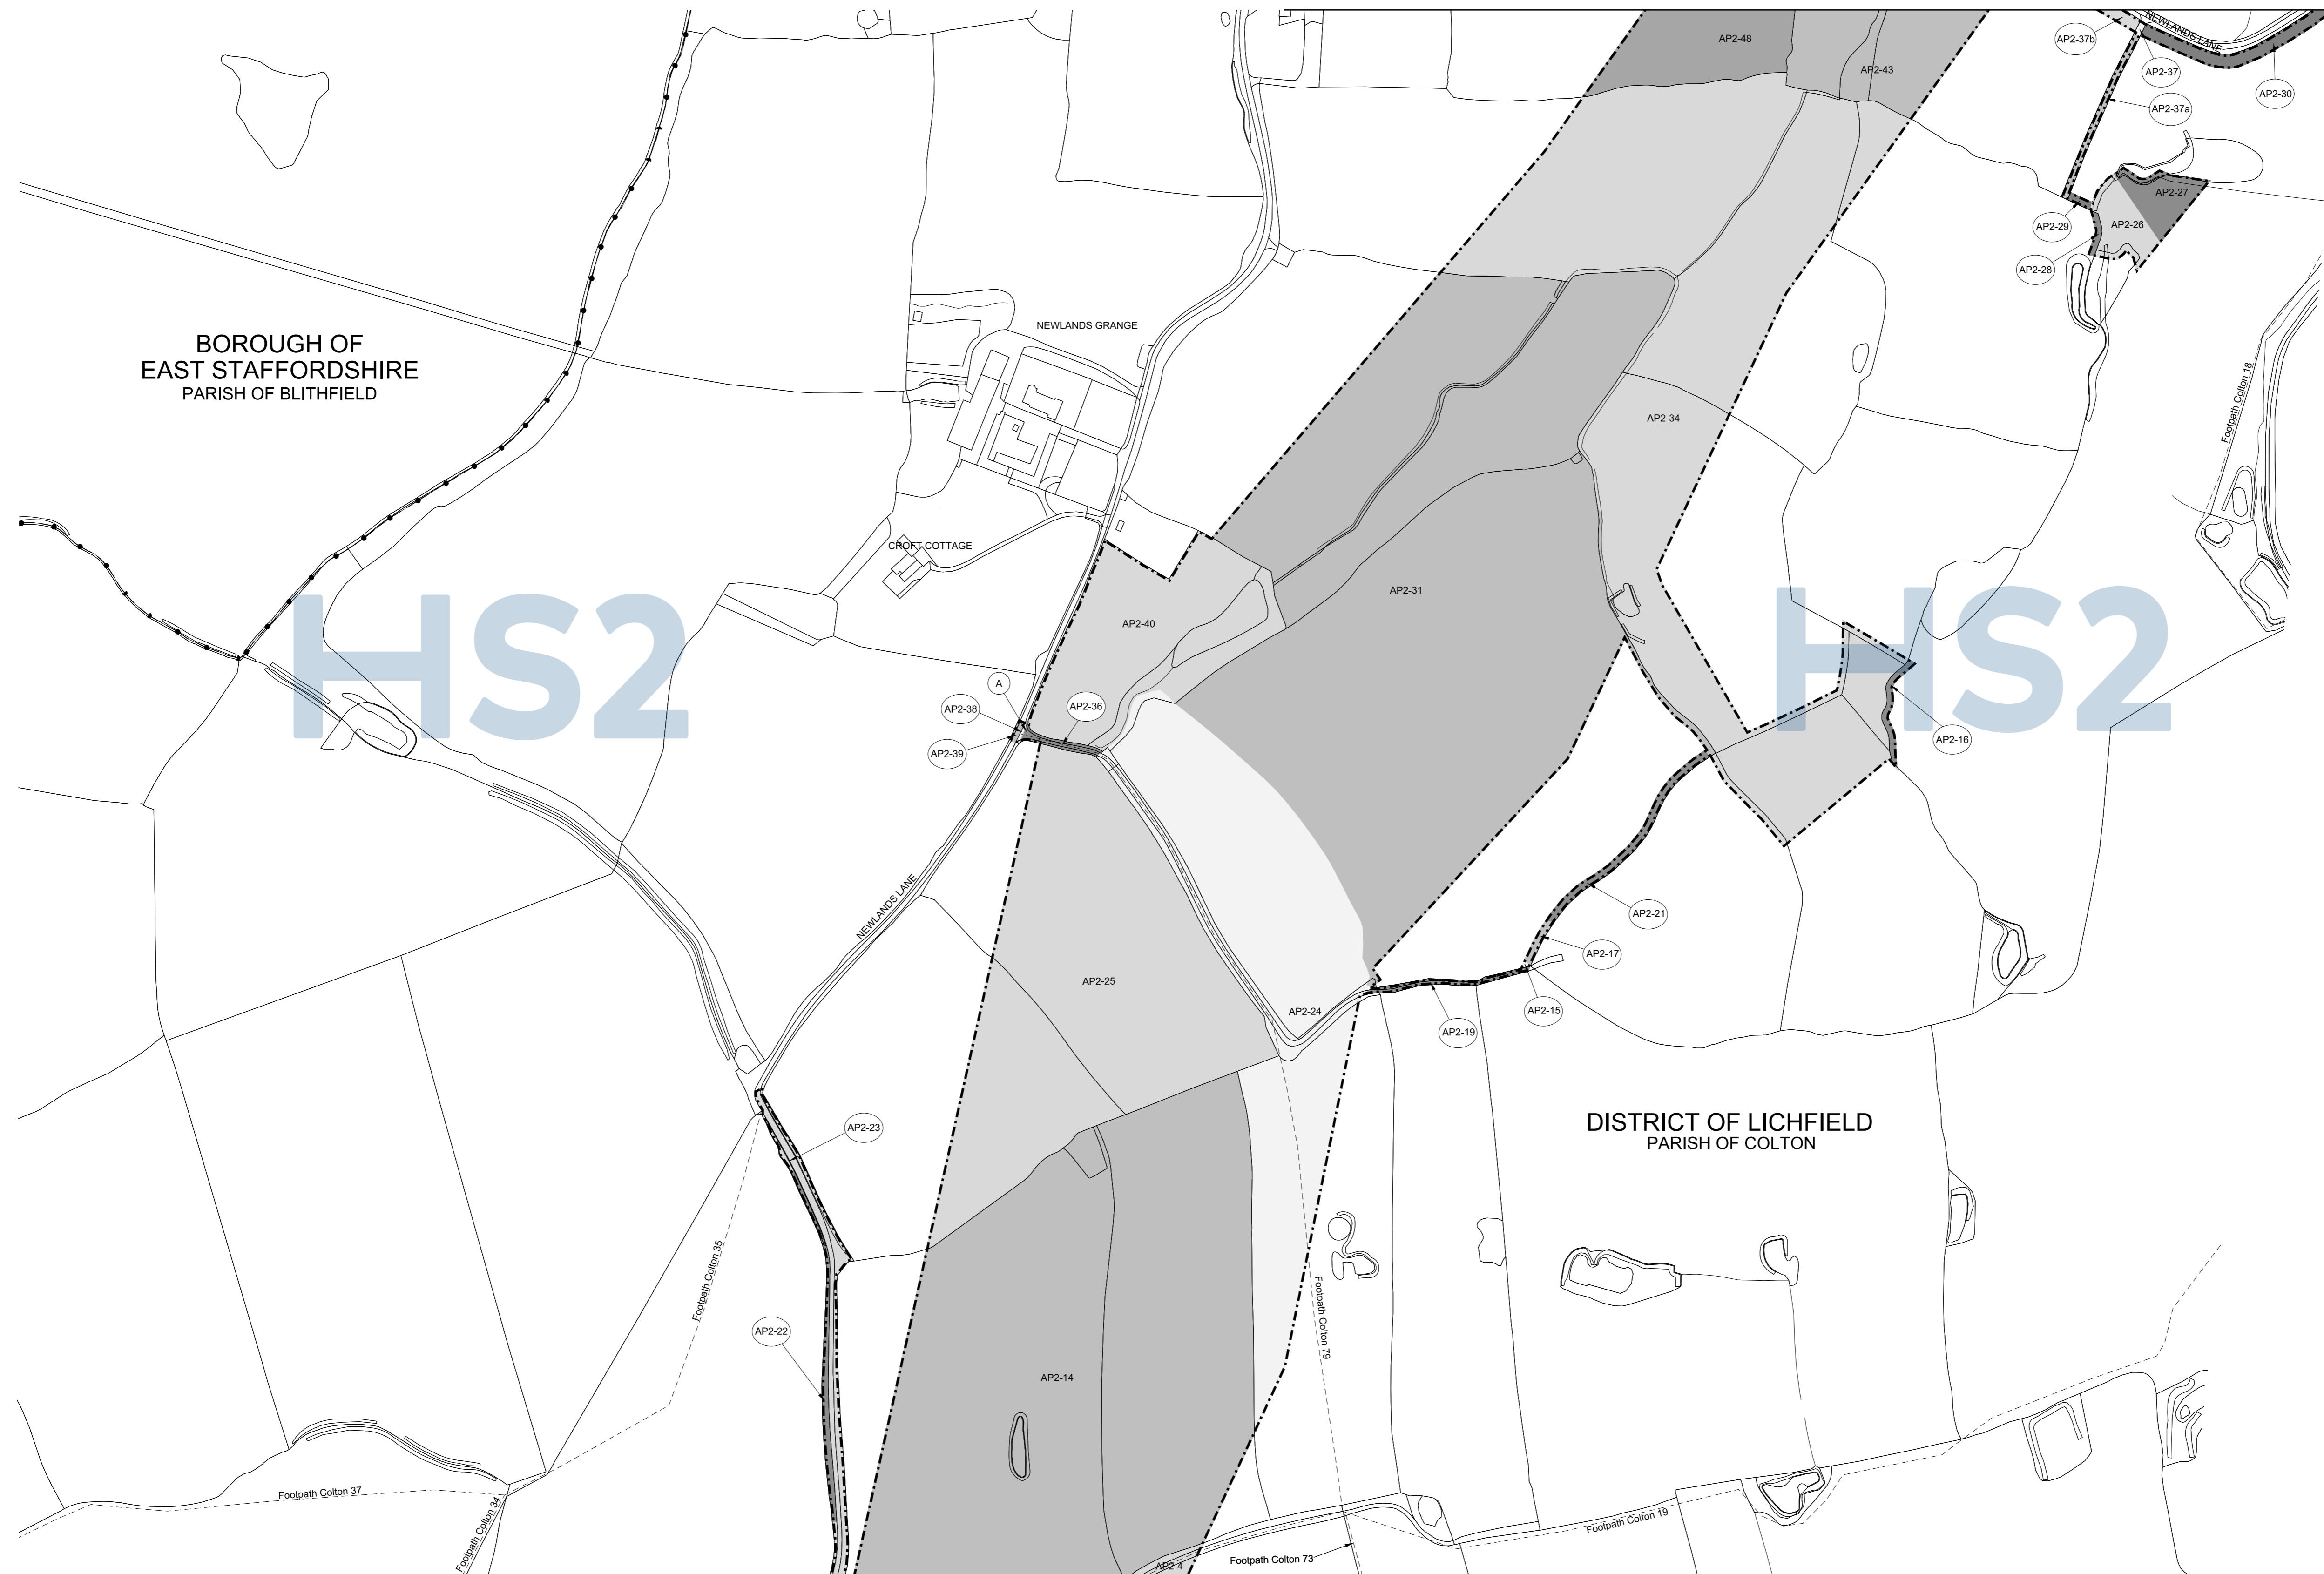 AP2-48
AP2-43
AP2-37b
NEWLANDS LANE
AP2-37
AP2-30
AP2-37a
AP2-27
AP2-29
AP2-26
AP2-28
BOROUGH OF
EAST STAFFORDSHIRE
PARISH OF BLITHFIELD
NEWLANDS GRANGE
Footpath Colton 18
AP2-34
CROFT COTTAGE
AP2-31
AP2-40
HS2
HS2
A
AP2-38
AP2-36
AP2-39
AP2-16
NEWLANDS LANE
AP2-21
AP2-17
AP2-25
AP2-24
AP2-19
AP2-15
AP2-23
DISTRICT OF LICHFIELD
PARISH OF COLTON
Footpath Colton 35
Footpath Colton 79
AP2-22
AP2-14
Footpath Colton 37
Footpath Colton 34
Footpath Colton 19
AP2-4
Footpath Colton 73